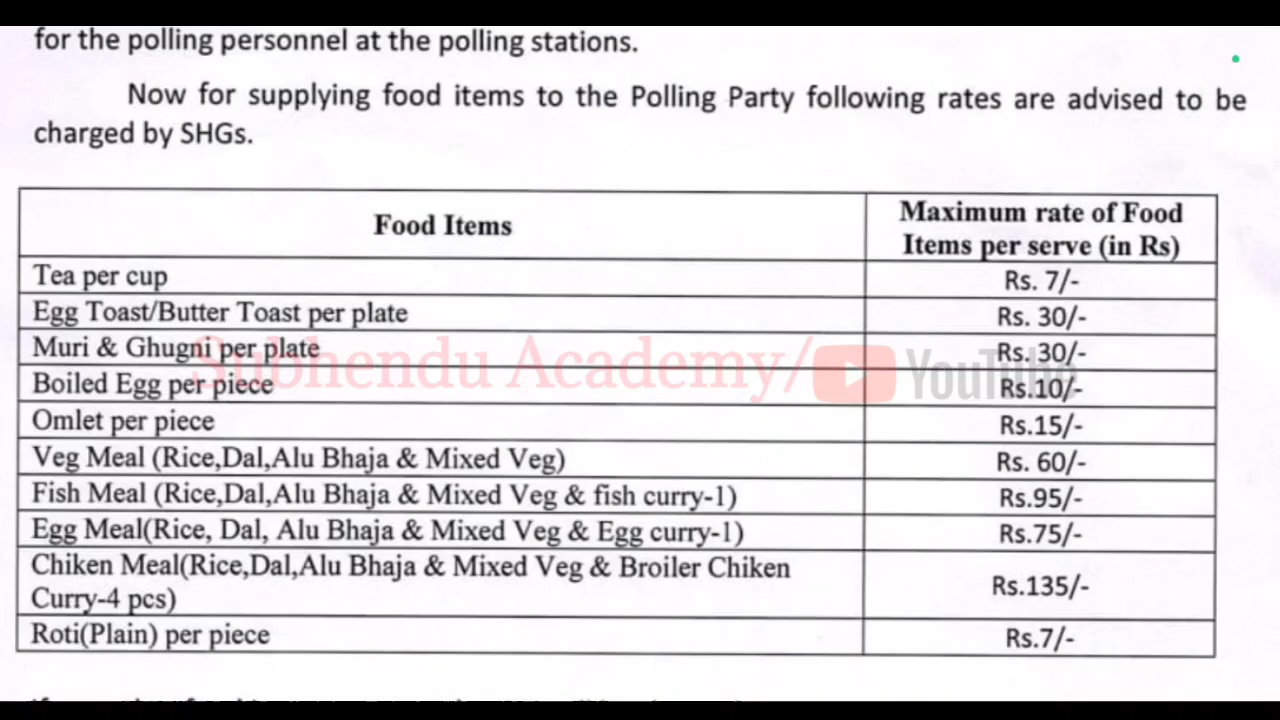 for the polling personnel at the polling stations.
Now for supplying food items to the Polling Party following rates are advised to be
charged by SHGs.
Food Items
Maximum rate of Food
Items per serve (in Rs)
Tea per cup Rs. 7/-
Egg Toast/Butter Toast per plate Rs. 30/-
Muri & Ghugni per plate Rs. 30/-
Boiled Egg per piece Rs.10/-
Omlet per piece Rs.15/-
Veg Meal (Rice,Dal,Alu Bhaja & Mixed Veg) Rs. 60/-
Fish Meal (Rice,Dal,Alu Bhaja & Mixed Veg & fish curry-1) Rs.95/-
Egg Meal(Rice, Dal, Alu Bhaja & Mixed Veg & Egg curry-1) Rs.75/-
Chiken Meal(Rice,Dal,Alu Bhaja & Mixed Veg & Broiler Chiken
Curry-4 pcs) Rs.135/-
Roti(Plain) per piece Rs.7/-
Subhendu Academy/ YouTube